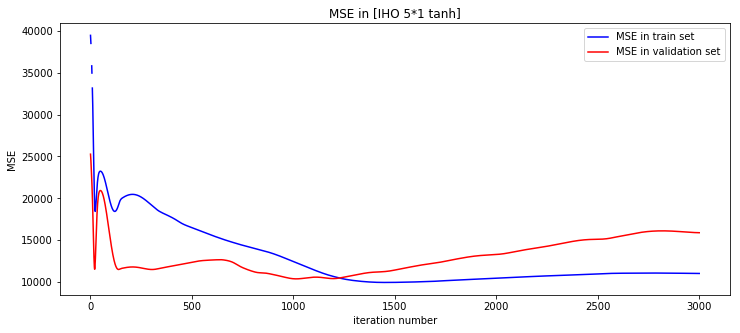 MSE in [IHO 5*1 tanh]
MSE in train set
MSE in validation set
MSE
40000
35000
30000
25000
20000
15000
10000
0 500 1000 1500 2000 2500 3000
iteration number